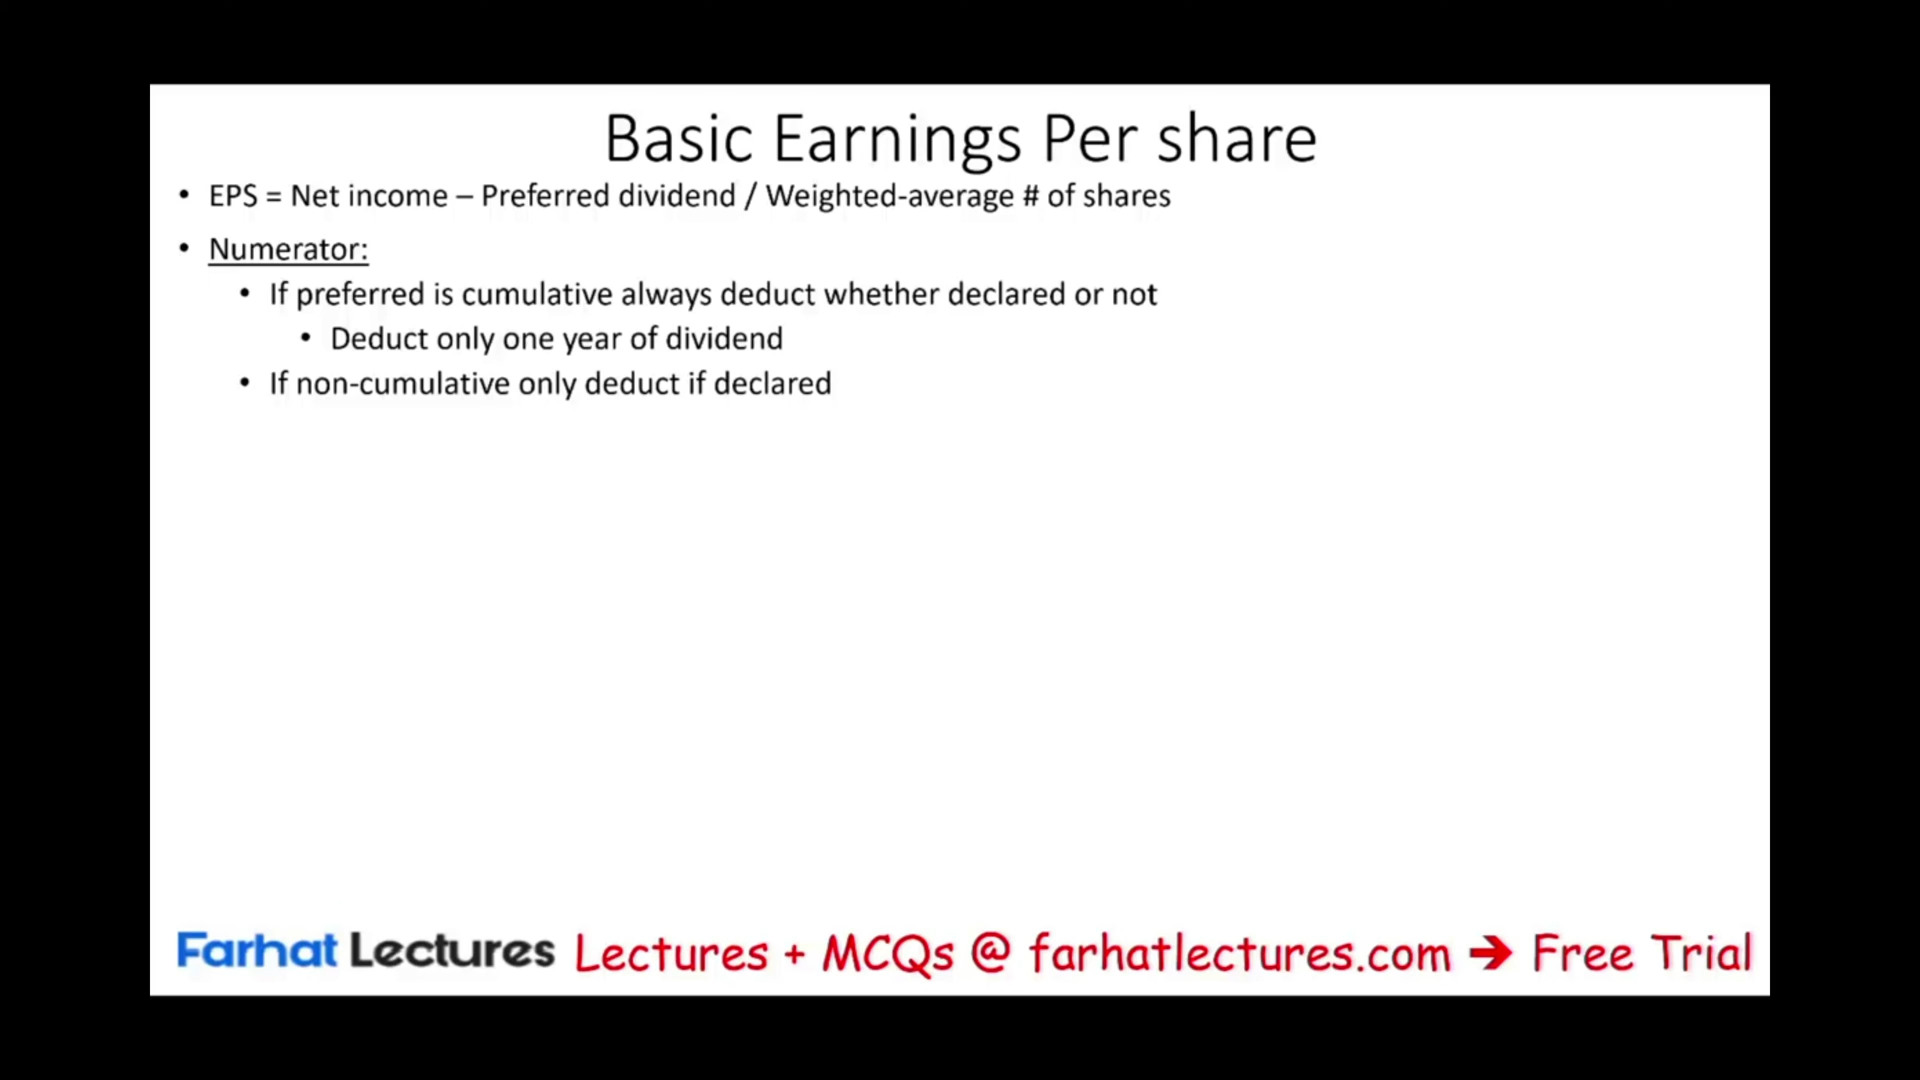 Basic Earnings Per share
• EPS = Net income – Preferred dividend / Weighted-average # of shares
• Numerator:
• If preferred is cumulative always deduct whether declared or not
• Deduct only one year of dividend
• If non-cumulative only deduct if declared
Farhat Lectures Lectures + MCQs @ farhatlectures.com ➔ Free Trial